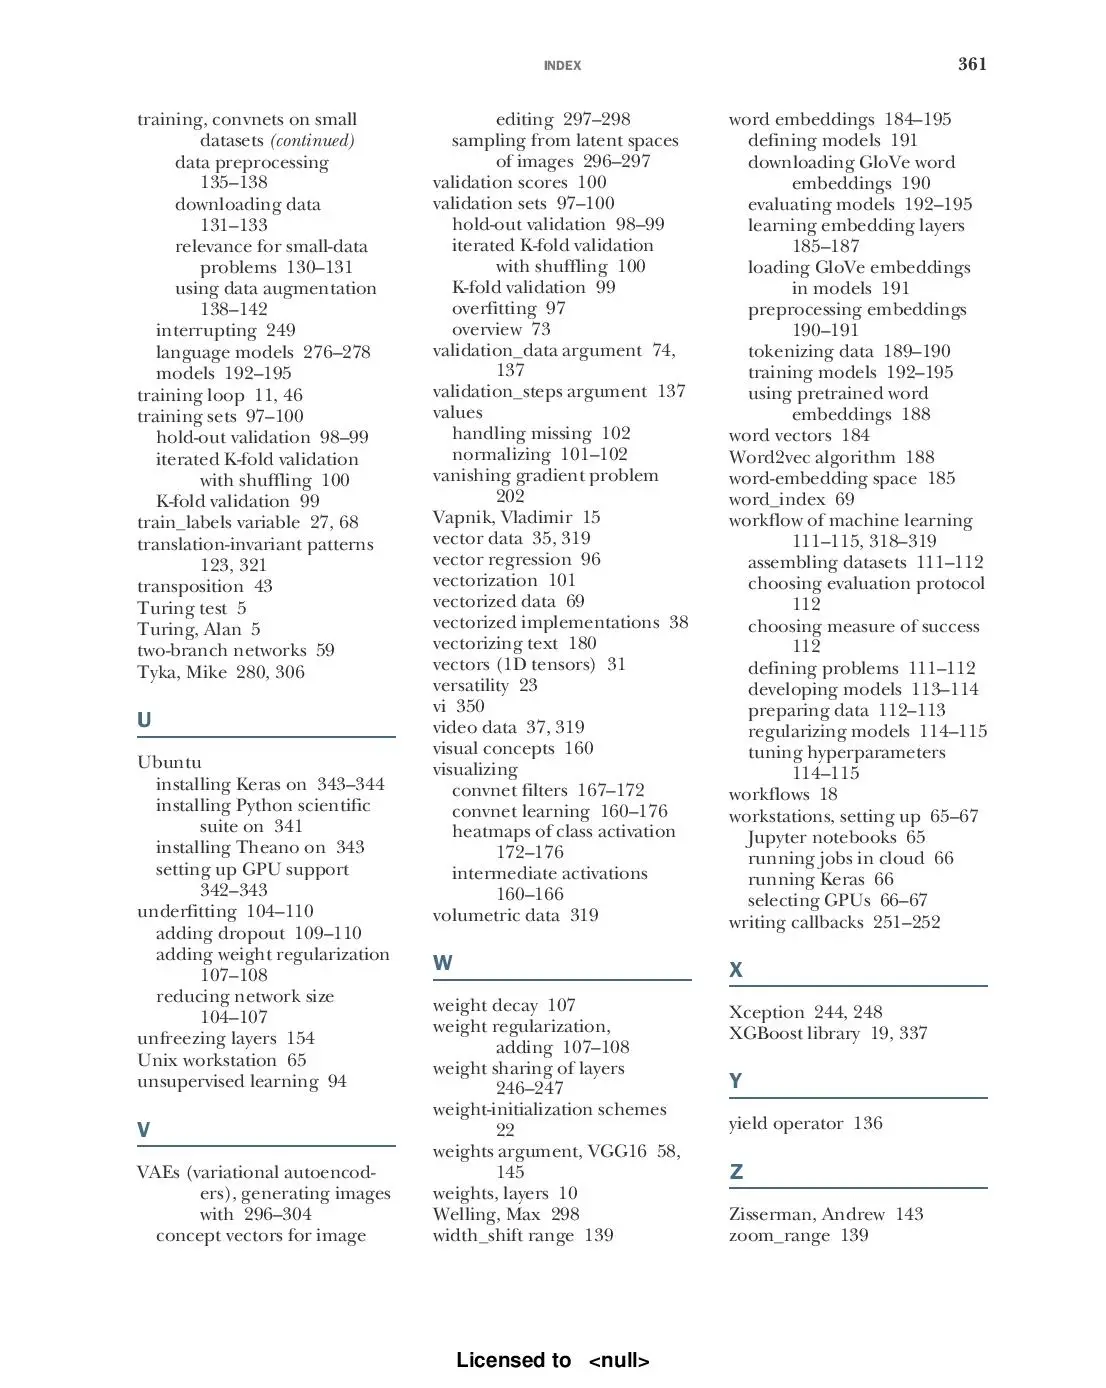 INDEX
361
training, convnets on small
datasets (continued)
data preprocessing
135–138
downloading data
131–133
relevance for small-data
problems 130–131
using data augmentation
138–142
interrupting 249
language models 276–278
models 192–195
training loop 11, 46
training sets 97–100
hold-out validation 98–99
iterated K-fold validation
with shuffling 100
K-fold validation 99
train_labels variable 27, 68
translation-invariant patterns
123, 321
transposition 43
Turing test 5
Turing, Alan 5
two-branch networks 59
Tyka, Mike 280, 306
U
Ubuntu
installing Keras on 343–344
installing Python scientific
suite on 341
installing Theano on 343
setting up GPU support
342–343
underfitting 104–110
adding dropout 109–110
adding weight regularization
107–108
reducing network size
104–107
unfreezing layers 154
Unix workstation 65
unsupervised learning 94
V
VAEs (variational autoencod-
ers), generating images
with 296–304
concept vectors for image
editing 297–298
sampling from latent spaces
of images 296–297
validation scores 100
validation sets 97–100
hold-out validation 98–99
iterated K-fold validation
with shuffling 100
K-fold validation 99
overfitting 97
overview 73
validation_data argument 74,
137
validation_steps argument 137
values
handling missing 102
normalizing 101–102
vanishing gradient problem
202
Vapnik, Vladimir 15
vector data 35, 319
vector regression 96
vectorization 101
vectorized data 69
vectorized implementations 38
vectorizing text 180
vectors (1D tensors) 31
versatility 23
vi 350
video data 37, 319
visual concepts 160
visualizing
convnet filters 167–172
convnet learning 160–176
heatmaps of class activation
172–176
intermediate activations
160–166
volumetric data 319
W
weight decay 107
weight regularization,
adding 107–108
weight sharing of layers
246–247
weight-initialization schemes
22
weights argument, VGG16 58,
145
weights, layers 10
Welling, Max 298
width_shift range 139
word embeddings 184–195
defining models 191
downloading GloVe word
embeddings 190
evaluating models 192–195
learning embedding layers
185–187
loading GloVe embeddings
in models 191
preprocessing embeddings
190–191
tokenizing data 189–190
training models 192–195
using pretrained word
embeddings 188
word vectors 184
Word2vec algorithm 188
word-embedding space 185
word_index 69
workflow of machine learning
111–115, 318–319
assembling datasets 111–112
choosing evaluation protocol
112
choosing measure of success
112
defining problems 111–112
developing models 113–114
preparing data 112–113
regularizing models 114–115
tuning hyperparameters
114–115
workflows 18
workstations, setting up 65–67
Jupyter notebooks 65
running jobs in cloud 66
running Keras 66
selecting GPUs 66–67
writing callbacks 251–252
X
Xception 244, 248
XGBoost library 19, 337
Y
yield operator 136
Z
Zisserman, Andrew 143
zoom_range 139
Licensed to <null>